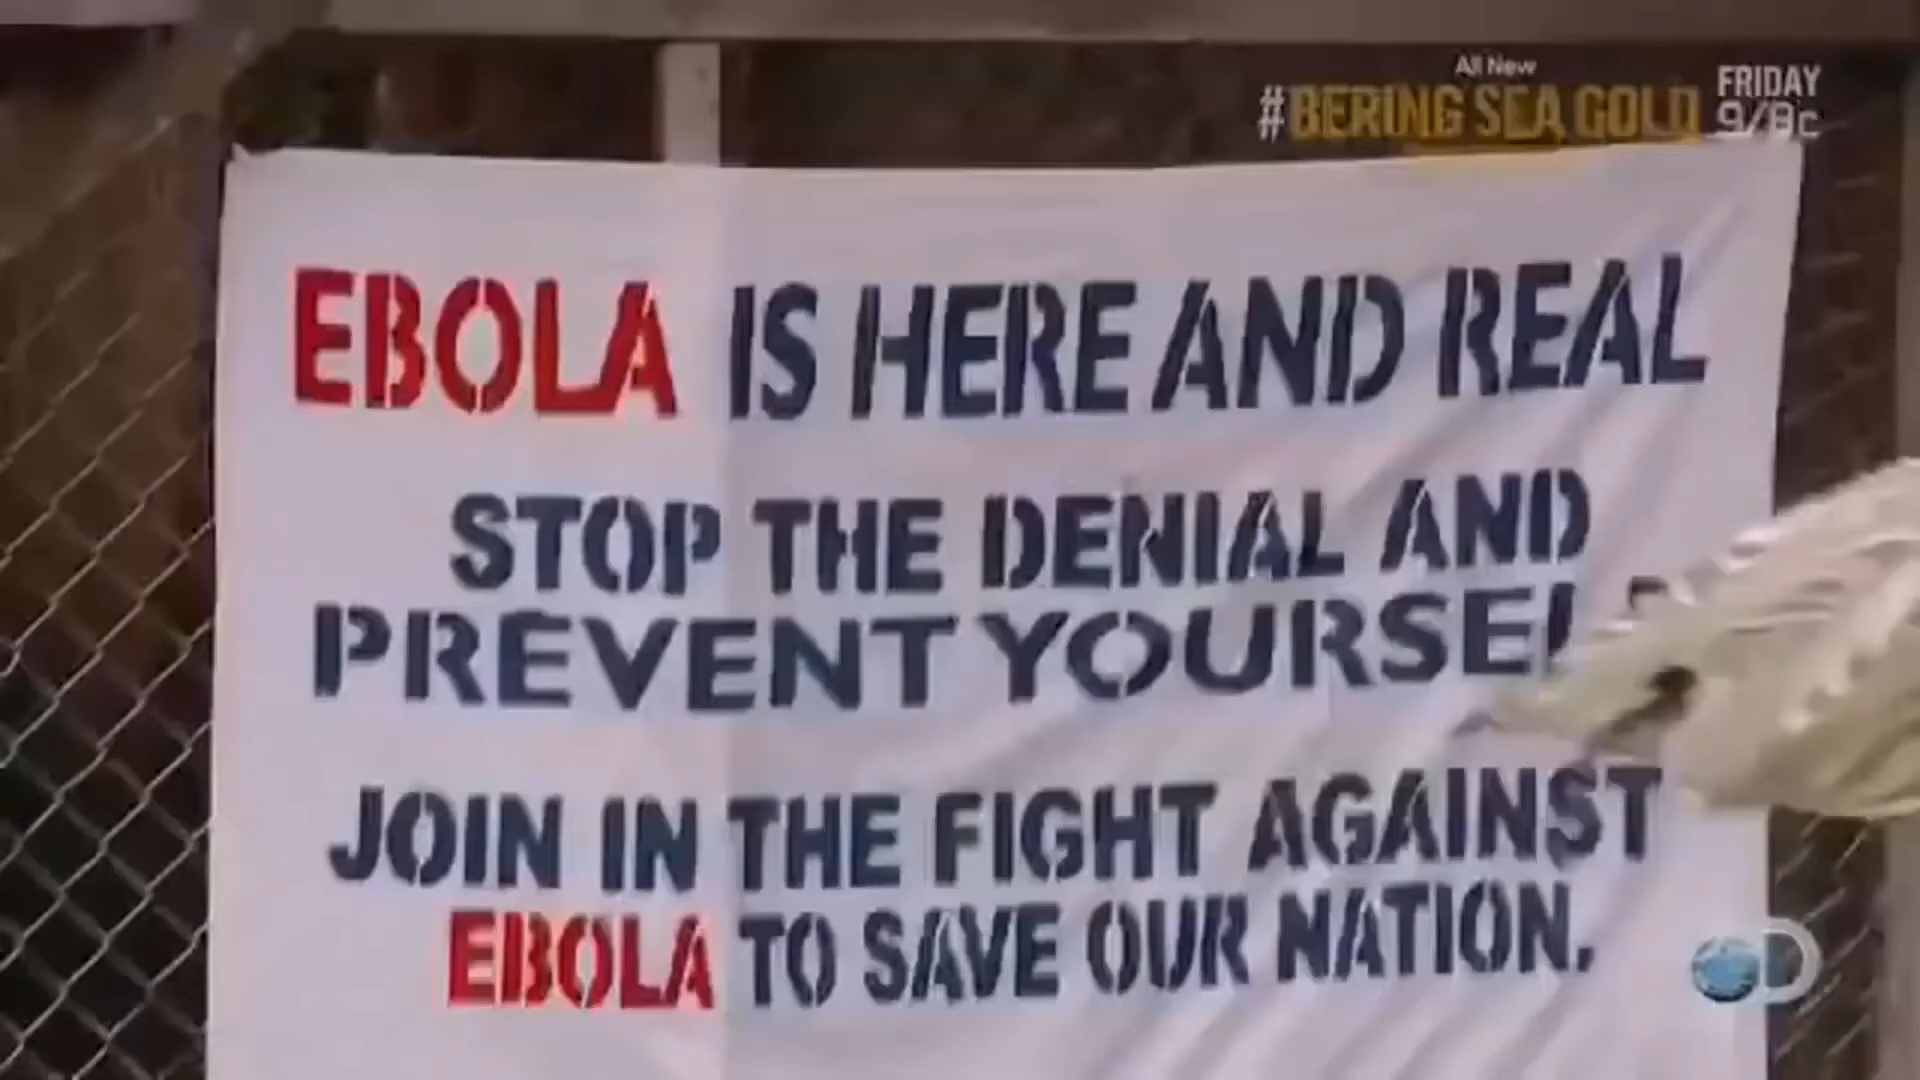 All New
#BERING SEA GOLD
FRIDAY
9/8c
EBOLA IS HERE AND REAL
STOP THE DENIAL AND
PREVENT YOURSEL
JOIN IN THE FIGHT AGAINST
EBOLA TO SAVE OUR NATION.